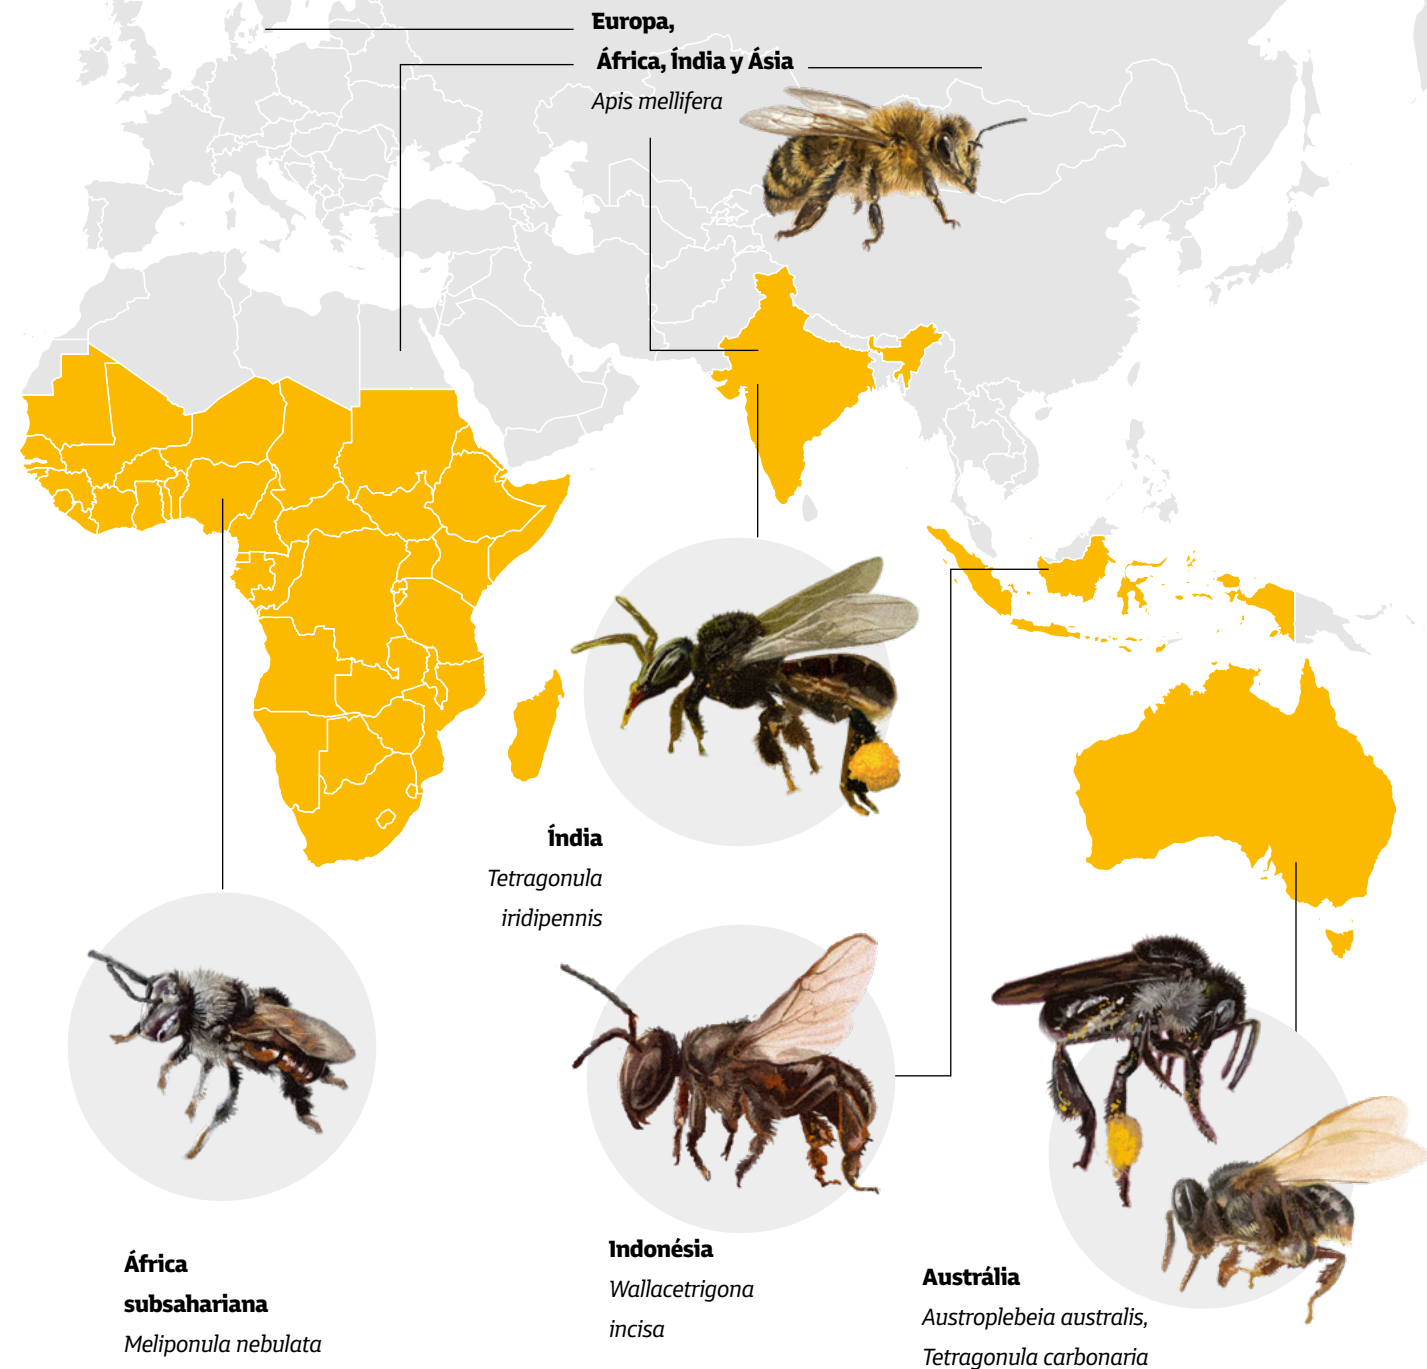 Europa,
África, Índia y Ásia
Apis mellifera
Índia
Tetragonula
iridipennis
África
subsahariana
Meliponula nebulata
Indonésia
Wallacetrigona
incisa
Austrália
Austroplebeia australis,
Tetragonula carbonaria